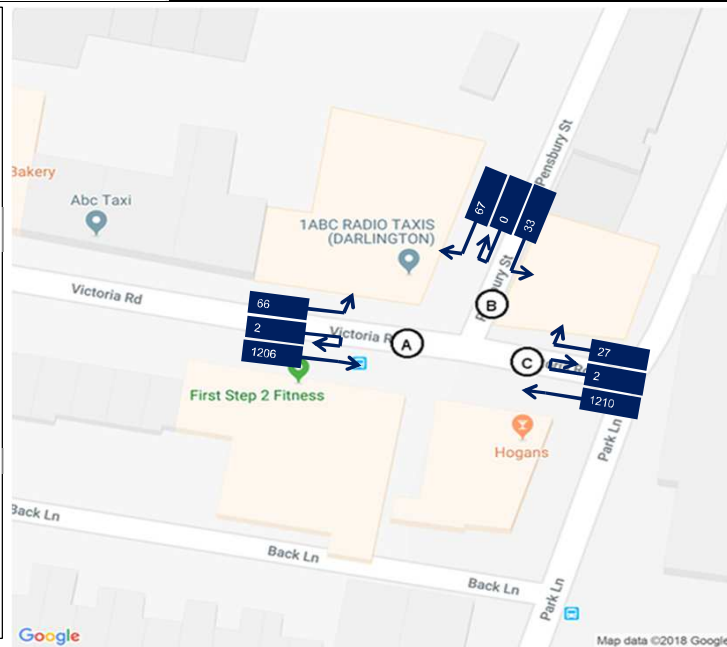 Pensbury St
Bakery
Abc Taxi
67
0
33
1ABC RADIO TAXIS
(DARLINGTON)
Victoria Rd
66
2
1206
Victoria R
A
B
C
27
2
1210
First Step 2 Fitness
Hogans
Park Ln
Back Ln
Back Ln
Back Ln
Park Ln
Google
Map data ©2018 Google